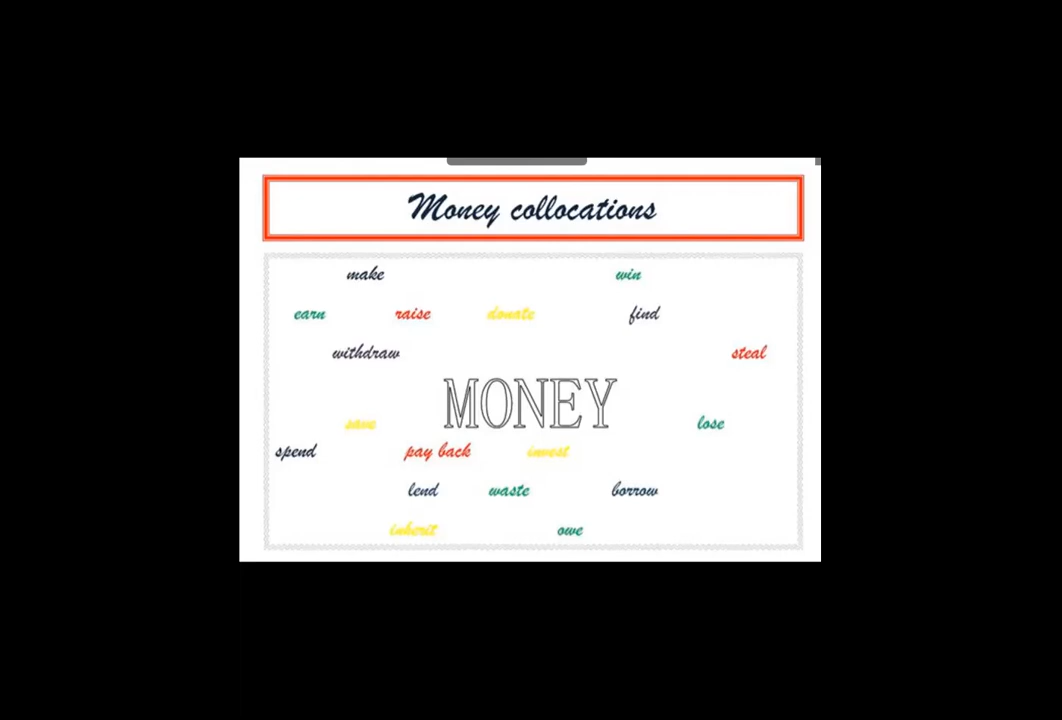 Money collocations
make win
earn raise donate find
withdraw steal
MONEY
save lose
spend pay back invest
lend waste borrow
inherit owe